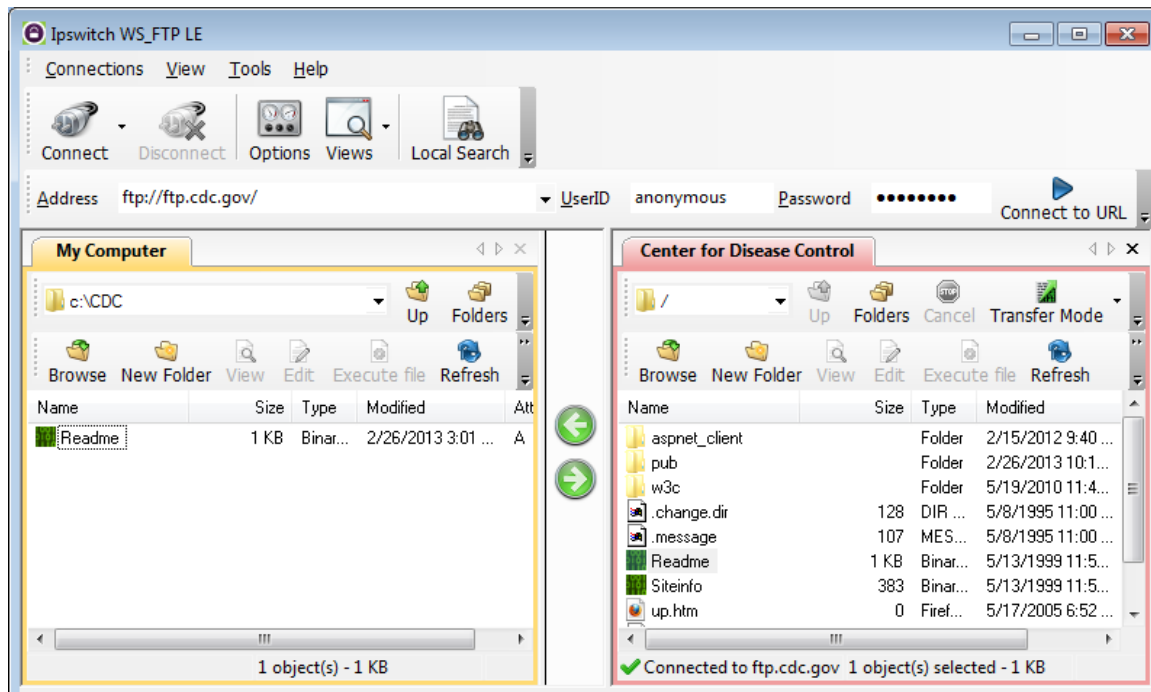 Ipswitch WS_FTP LE
Connections View Tools Help
Connect Disconnect Options Views Local Search
Address ftp://ftp.cdc.gov/ UserID anonymous Password •••••••• Connect to URL
My Computer
c:\CDC Up Folders
Browse New Folder View Edit Execute file Refresh
Name Size Type Modified Att
Readme 1 KB Binar... 2/26/2013 3:01 ... A
1 object(s) - 1 KB
Center for Disease Control
/ Up Folders STOP Cancel Transfer Mode
Browse New Folder View Edit Execute file Refresh
Name Size Type Modified
aspnet_client Folder 2/15/2012 9:40 ...
pub Folder 2/26/2013 10:1...
w3c Folder 5/19/2010 11:4...
.change.dir 128 DIR ... 5/8/1995 11:00 ...
.message 107 MES... 5/8/1995 11:00 ...
Readme 1 KB Binar... 5/13/1999 11:5...
Siteinfo 383 Binar... 5/13/1999 11:5...
up.htm 0 Firef... 5/17/2005 6:52 ...
Connected to ftp.cdc.gov 1 object(s) selected - 1 KB